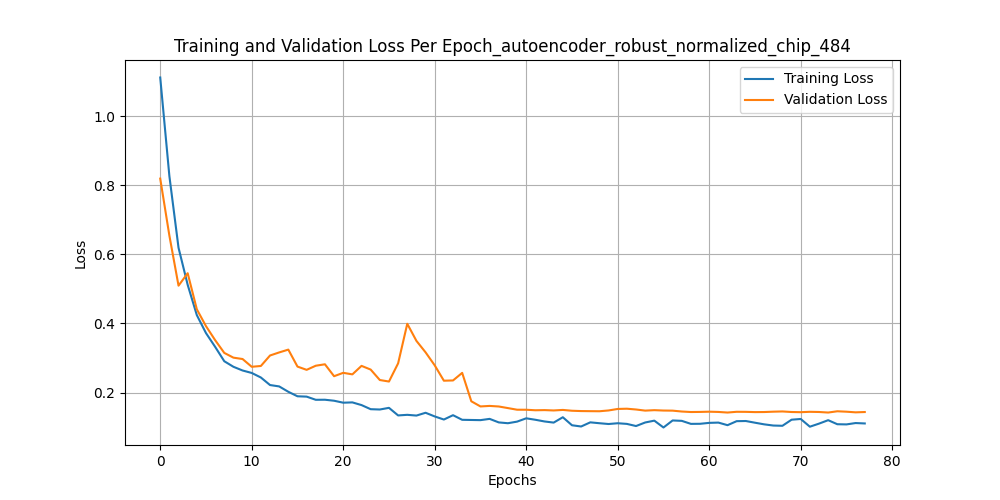 Training and Validation Loss Per Epoch_autoencoder_robust_normalized_chip_484
Training Loss
Validation Loss
1.0
0.8
0.6
0.4
0.2
Loss
0 10 20 30 40 50 60 70 80
Epochs